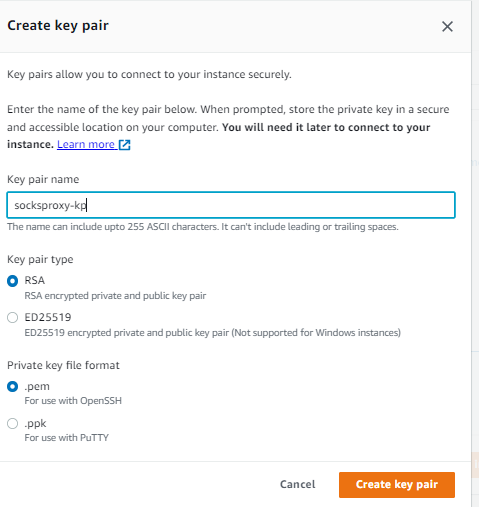 Create key pair
Key pairs allow you to connect to your instance securely.
Enter the name of the key pair below. When prompted, store the private key in a secure
and accessible location on your computer. You will need it later to connect to your
instance. Learn more
Key pair name
socksproxy-kp
The name can include upto 255 ASCII characters. It can't include leading or trailing spaces.
Key pair type
RSA
RSA encrypted private and public key pair
ED25519
ED25519 encrypted private and public key pair (Not supported for Windows instances)
Private key file format
.pem
For use with OpenSSH
.ppk
For use with PuTTY
Cancel
Create key pair